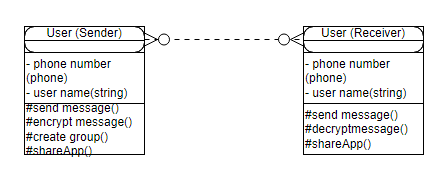 User (Sender)
- phone number
(phone)
- user name(string)
#send message()
#encrypt message()
#create group()
#shareApp()
User (Receiver)
- phone number
(phone)
- user name(string)
#send message()
#decryptmessage()
#shareApp()